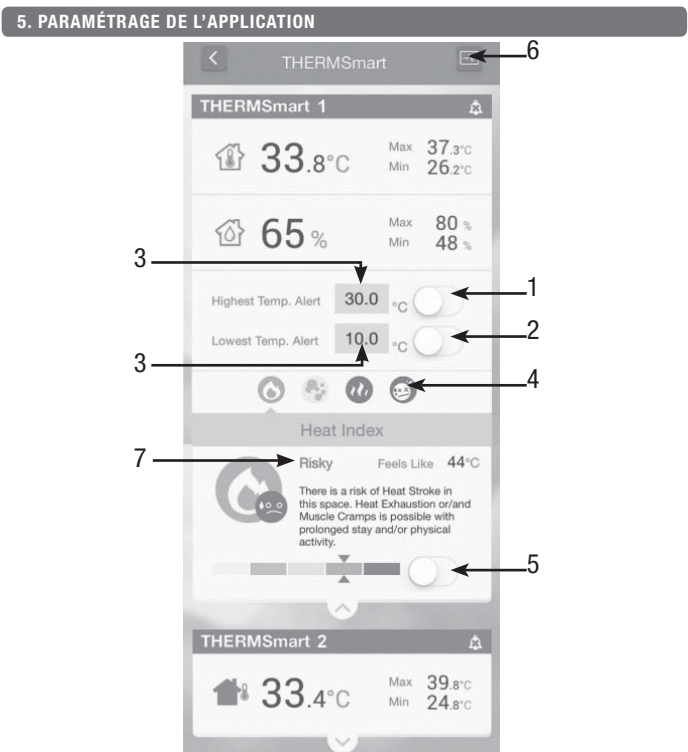 5. PARAMÉTRAGE DE L'APPLICATION
6
THERMSmart
THERMSmart 1
33.8°C Max 37.3°C
Min 26.2°C
65 % Max 80 %
Min 48 %
3
Highest Temp. Alert 30.0 °C 1
Lowest Temp. Alert 10.0 °C 2
3
4
Heat Index
7 Risky Feels Like 44°C
There is a risk of Heat Stroke in
this space. Heat Exhaustion or/and
Muscle Cramps is possible with
prolonged stay and/or physical
activity.
5
THERMSmart 2
33.4°C Max 39.8°C
Min 24.8°C